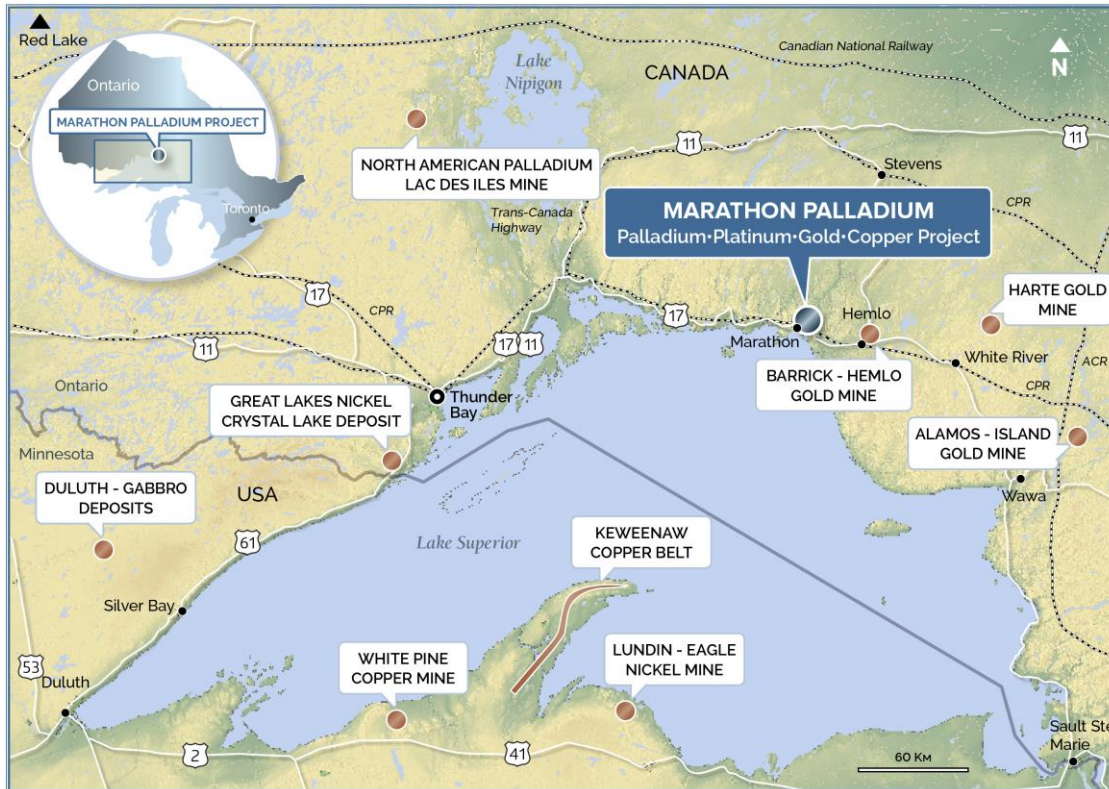 Red Lake
Canadian National Railway
N
Lake
Nipigon
CANADA
Ontario
MARATHON PALLADIUM PROJECT
Toronto
11
11
NORTH AMERICAN PALLADIUM
LAC DES ILES MINE
Stevens
Trans-Canada
Highway
MARATHON PALLADIUM
Palladium•Platinum•Gold•Copper Project
CPR
17
CPR
17
HARTE GOLD
MINE
Hemlo
Marathon
11
17 11
White River
ACR
BARRICK - HEMLO
GOLD MINE
CPR
Ontario
GREAT LAKES NICKEL
CRYSTAL LAKE DEPOSIT
Thunder
Bay
ALAMOS - ISLAND
GOLD MINE
Minnesota
DULUTH - GABBRO
DEPOSITS
USA
Wawa
61
Lake Superior
KEWEENAW
COPPER BELT
Silver Bay
53
Duluth
WHITE PINE
COPPER MINE
LUNDIN - EAGLE
NICKEL MINE
2
41
60 KM
Sault Ste
Marie